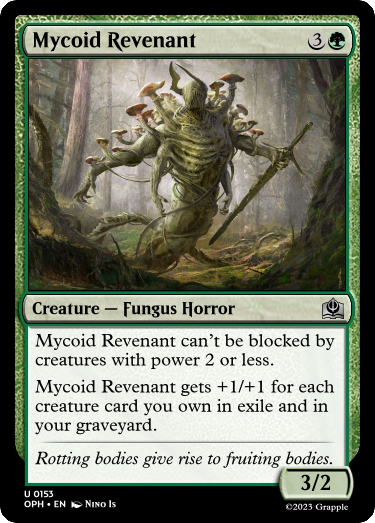 Mycoid Revenant 3
Creature — Fungus Horror
Mycoid Revenant can't be blocked by
creatures with power 2 or less.
Mycoid Revenant gets +1/+1 for each
creature card you own in exile and in
your graveyard.
Rotting bodies give rise to fruiting bodies.
3/2
U 0153
OPH • EN Nino Is
©2023 Grapple